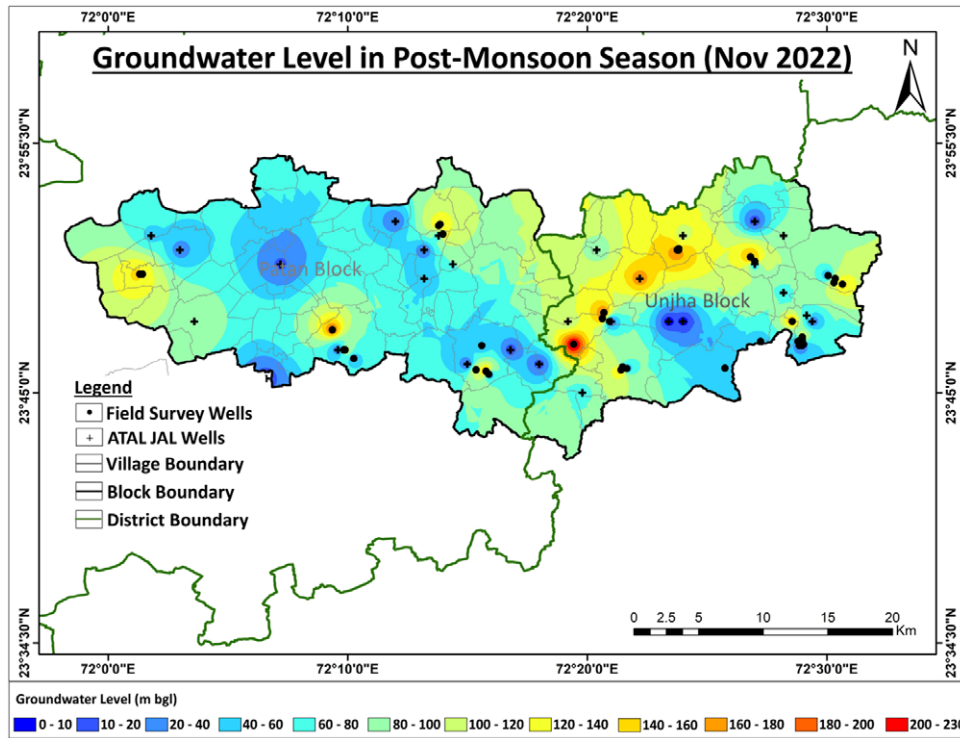 72°0'0"E 72°10'0"E 72°20'0"E 72°30'0"E
Groundwater Level in Post-Monsoon Season (Nov 2022)
N
23°55'30"N 23°55'30"N
Patan Block
Unjha Block
23°45'0"N 23°45'0"N
Legend
Field Survey Wells
ATAL JAL Wells
Village Boundary
Block Boundary
District Boundary
0 2.5 5 10 15 20
Km
23°34'30"N 23°34'30"N
72°0'0"E 72°10'0"E 72°20'0"E 72°30'0"E
Groundwater Level (m bgl)
0 - 10 10 - 20 20 - 40 40 - 60 60 - 80 80 - 100 100 - 120 120 - 140 140 - 160 160 - 180 180 - 200 200 - 230